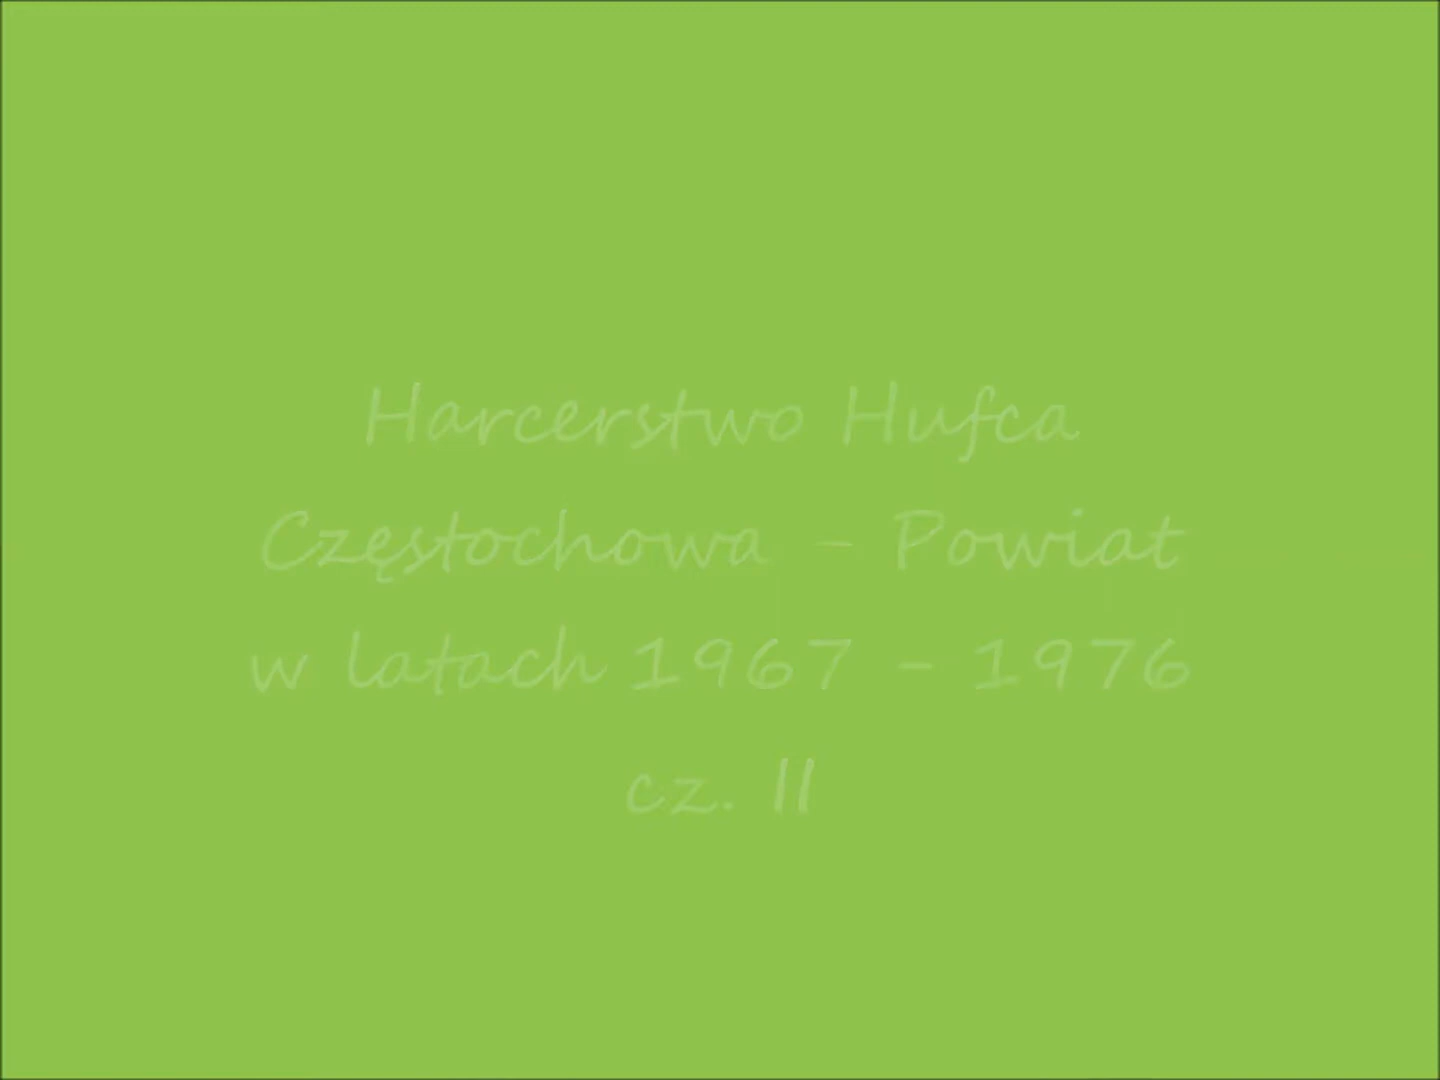 Harcerstwo Hufca
Częstochowa - Powiat
w latach 1967 - 1976
cz. II